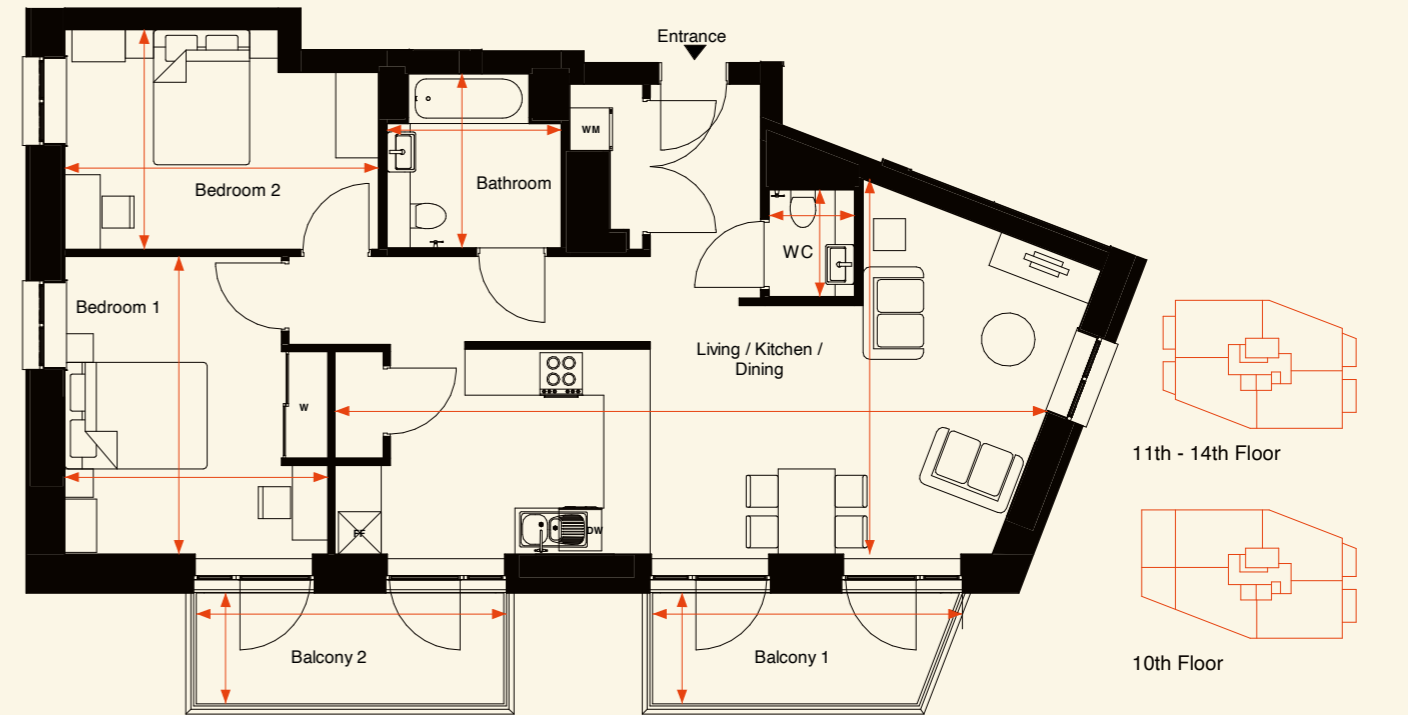 Entrance
WM
Bedroom 2
Bathroom
WC
Bedroom 1
Living / Kitchen /
Dining
W
11th - 14th Floor
DW
FF
Balcony 2
Balcony 1
10th Floor